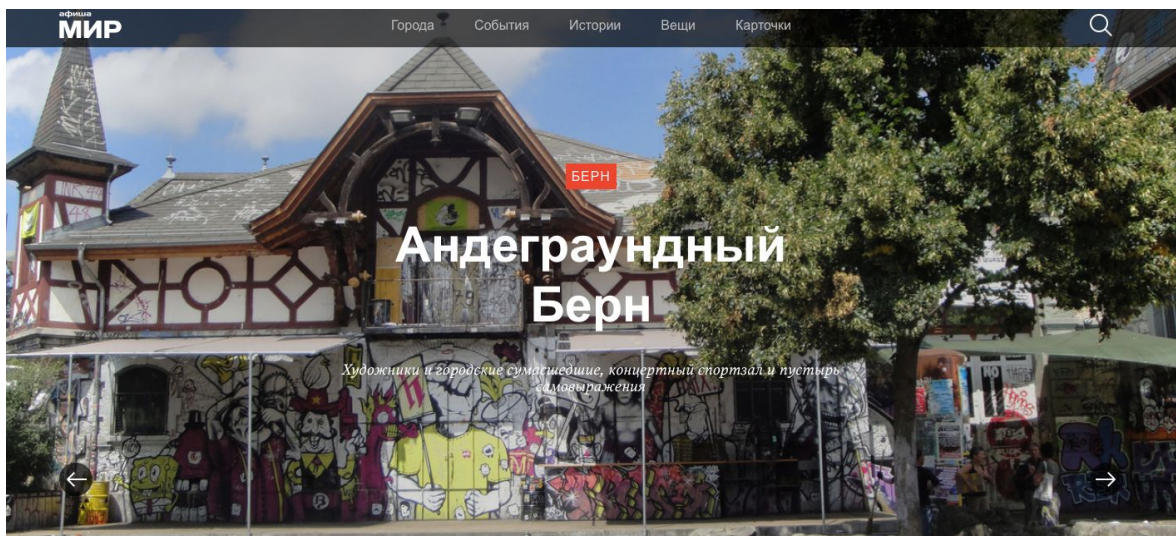 афиша
МИР
Города События Истории Вещи Карточки
БЕРН
Андеграундный
Берн
Художники и городские сумасшедшие, концертный спортзал и пустырь
самовыражения